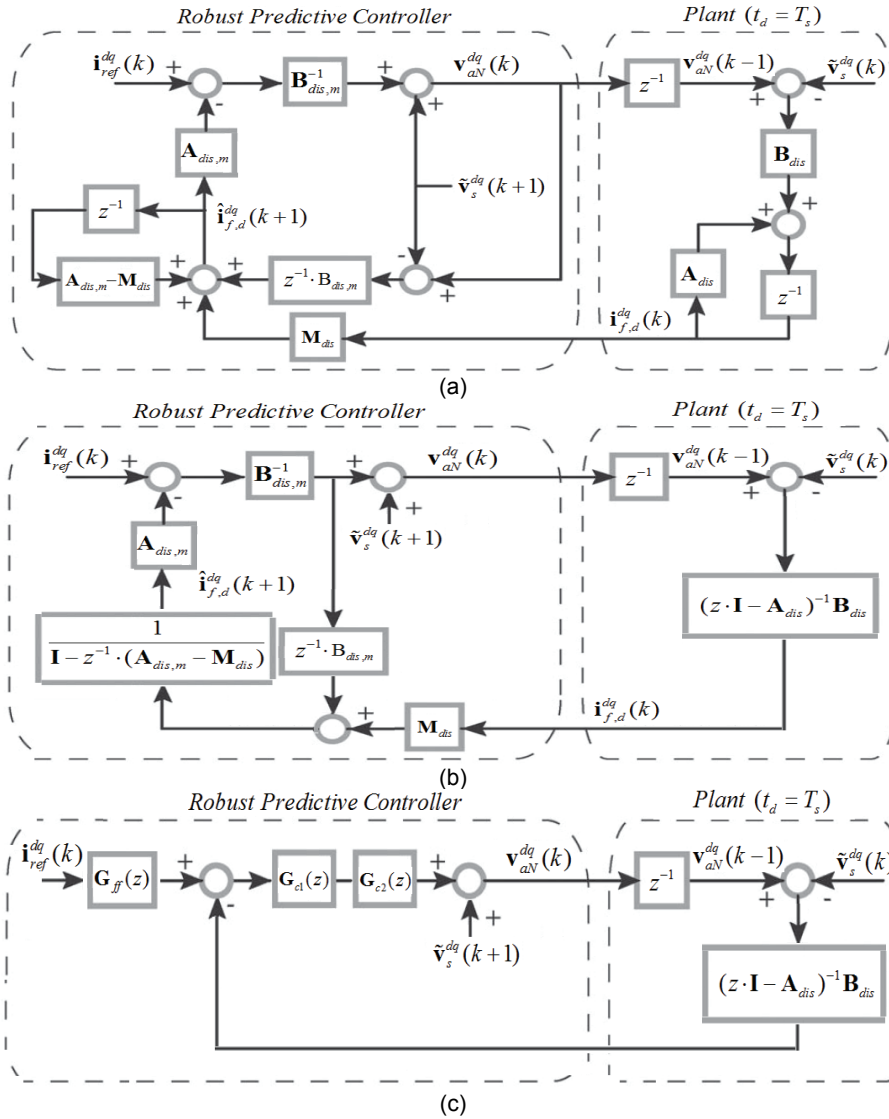 Robust Predictive Controller
Plant (t_d = T_s)
i_ref^dq(k)
+
-
B_dis,m^-1
+
+
v_aN^dq(k)
z^-1
v_aN^dq(k−1)
+
-
ṽ_s^dq(k)
A_dis,m
B_dis
z^-1
î_f,d^dq(k+1)
ṽ_s^dq(k+1)
+
+
A_dis,m−M_dis
+
+
+
z^-1·B_dis,m
-
+
A_dis
z^-1
M_dis
i_f,d^dq(k)
(a)
Robust Predictive Controller
Plant (t_d = T_s)
i_ref^dq(k)
+
-
B_dis,m^-1
+
+
v_aN^dq(k)
z^-1
v_aN^dq(k−1)
+
-
ṽ_s^dq(k)
A_dis,m
ṽ_s^dq(k+1)
î_f,d^dq(k+1)
1
I − z^-1·(A_dis,m − M_dis)
z^-1·B_dis,m
(z·I − A_dis)^-1 B_dis
+
M_dis
i_f,d^dq(k)
(b)
Robust Predictive Controller
Plant (t_d = T_s)
i_ref^dq(k)
G_ff(z)
+
-
G_c1(z)
G_c2(z)
+
+
v_aN^dq(k)
z^-1
v_aN^dq(k−1)
+
-
ṽ_s^dq(k)
ṽ_s^dq(k+1)
(z·I − A_dis)^-1 B_dis
(c)